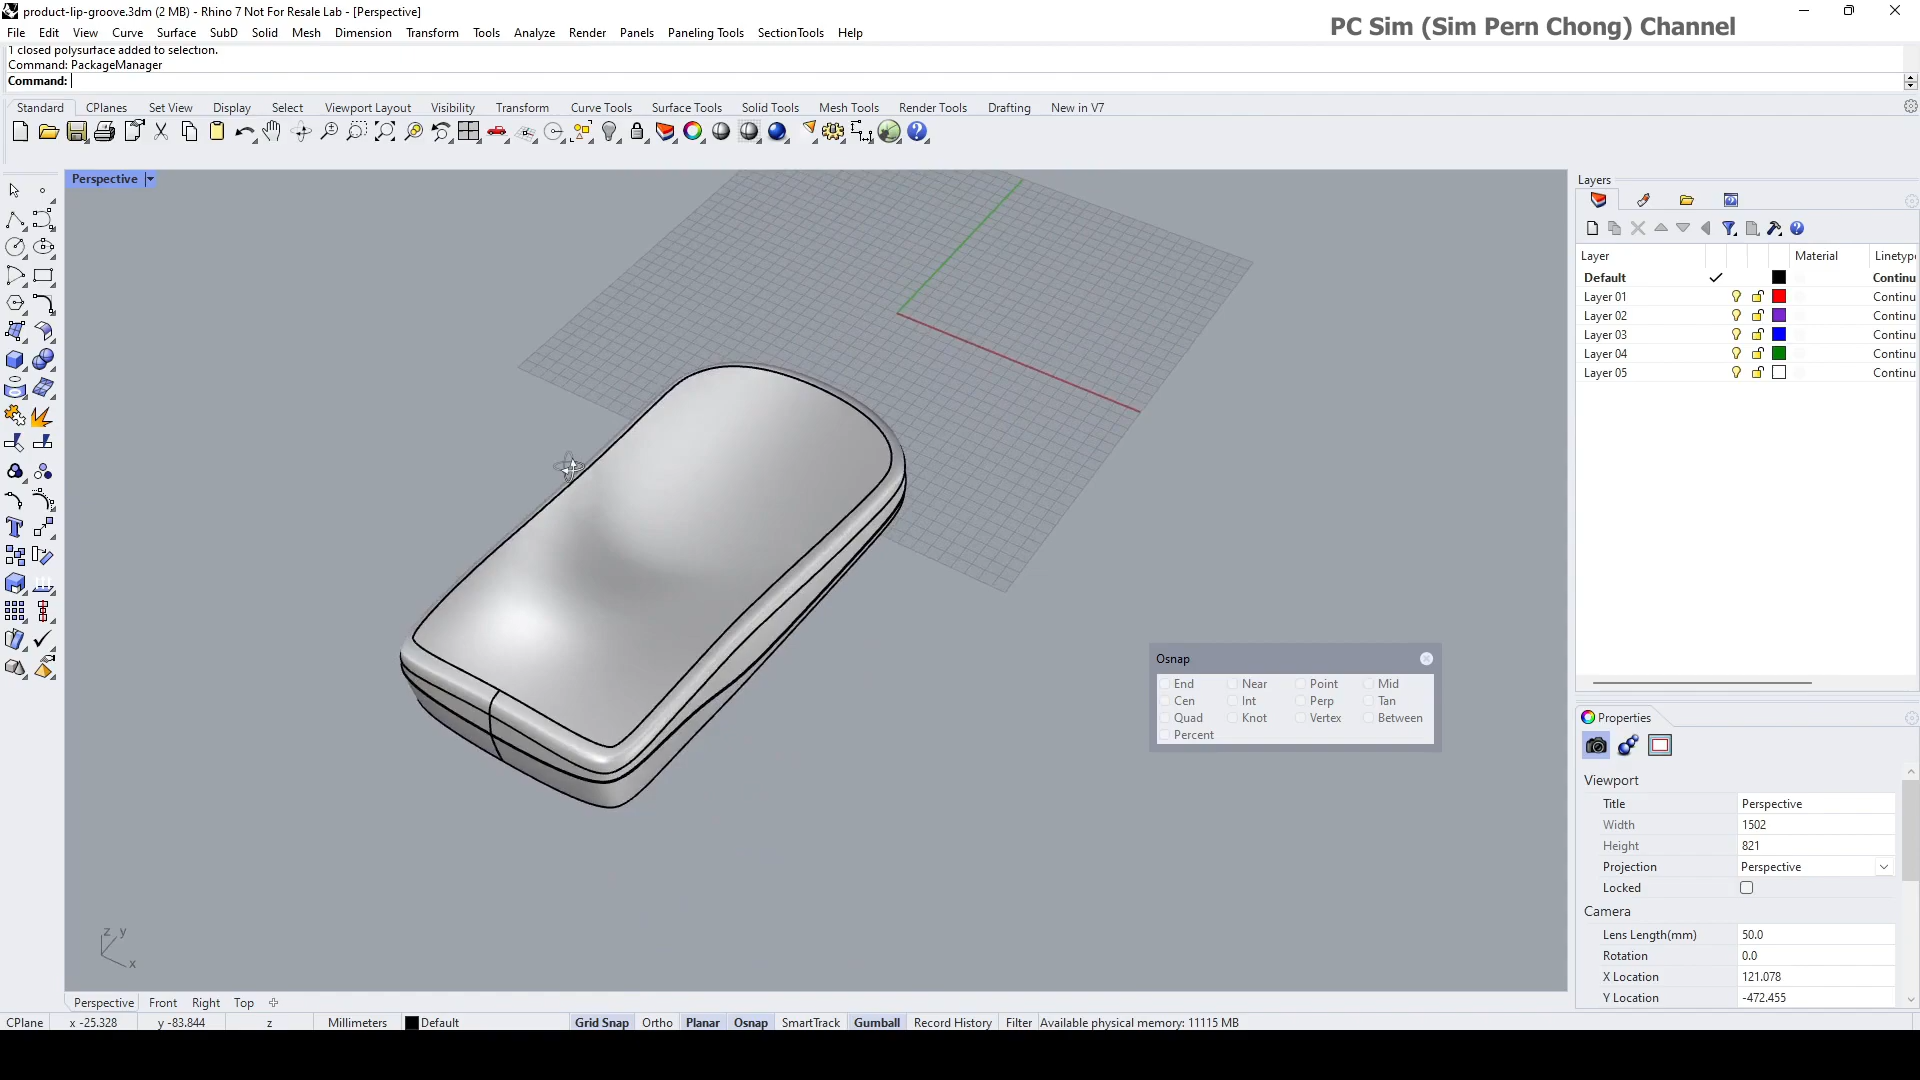 product-lip-groove.3dm (2 MB) - Rhino 7 Not For Resale Lab - [Perspective]
PC Sim (Sim Pern Chong) Channel
File Edit View Curve Surface SubD Solid Mesh Dimension Transform Tools Analyze Render Panels Paneling Tools SectionTools Help
1 closed polysurface added to selection.
Command: PackageManager
Command:
Standard CPlanes Set View Display Select Viewport Layout Visibility Transform Curve Tools Surface Tools Solid Tools Mesh Tools Render Tools Drafting New in V7
Perspective
Layers
Layer Material Linetype
Default Continu
Layer 01 Continu
Layer 02 Continu
Layer 03 Continu
Layer 04 Continu
Layer 05 Continu
Osnap
End Near Point Mid
Cen Int Perp Tan
Quad Knot Vertex Between
Percent
Properties
Viewport
Title Perspective
Width 1502
Height 821
Projection Perspective
Locked
Camera
Lens Length(mm) 50.0
Rotation 0.0
X Location 121.078
Y Location -472.455
z y
x
Perspective Front Right Top
CPlane x -25.328 y -83.844 z Millimeters Default Grid Snap Ortho Planar Osnap SmartTrack Gumball Record History Filter Available physical memory: 11115 MB